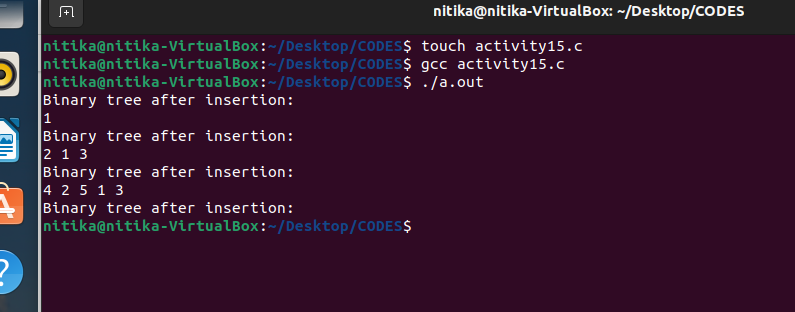 nitika@nitika-VirtualBox: ~/Desktop/CODES
nitika@nitika-VirtualBox:~/Desktop/CODES$ touch activity15.c
nitika@nitika-VirtualBox:~/Desktop/CODES$ gcc activity15.c
nitika@nitika-VirtualBox:~/Desktop/CODES$ ./a.out
Binary tree after insertion:
1
Binary tree after insertion:
2 1 3
Binary tree after insertion:
4 2 5 1 3
Binary tree after insertion:
nitika@nitika-VirtualBox:~/Desktop/CODES$